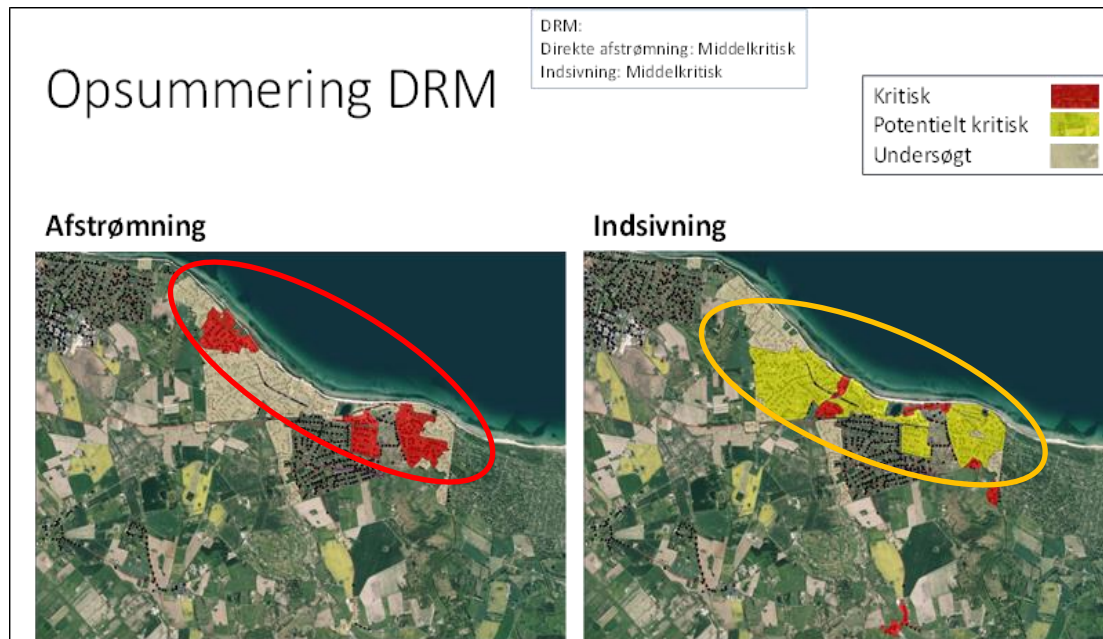 DRM:
Direkte afstrømning: Middelkritisk
Indsivning: Middelkritisk
Opsummering DRM
Kritisk
Potentielt kritisk
Undersøgt
Afstrømning
Indsivning